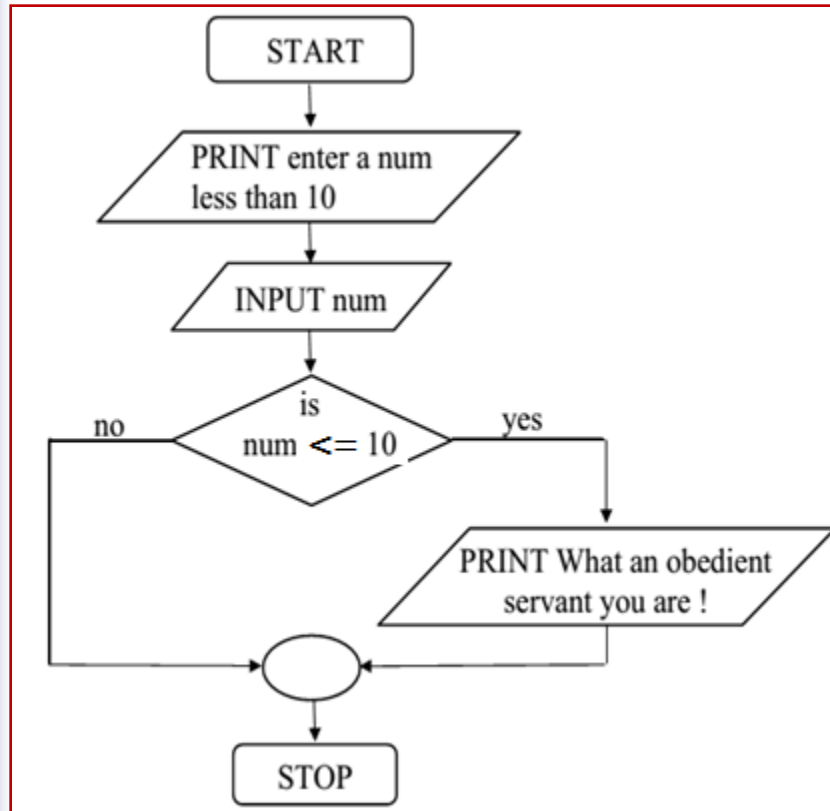 START
PRINT enter a num
less than 10
INPUT num
is
num <= 10
no
yes
PRINT What an obedient
servant you are !
STOP